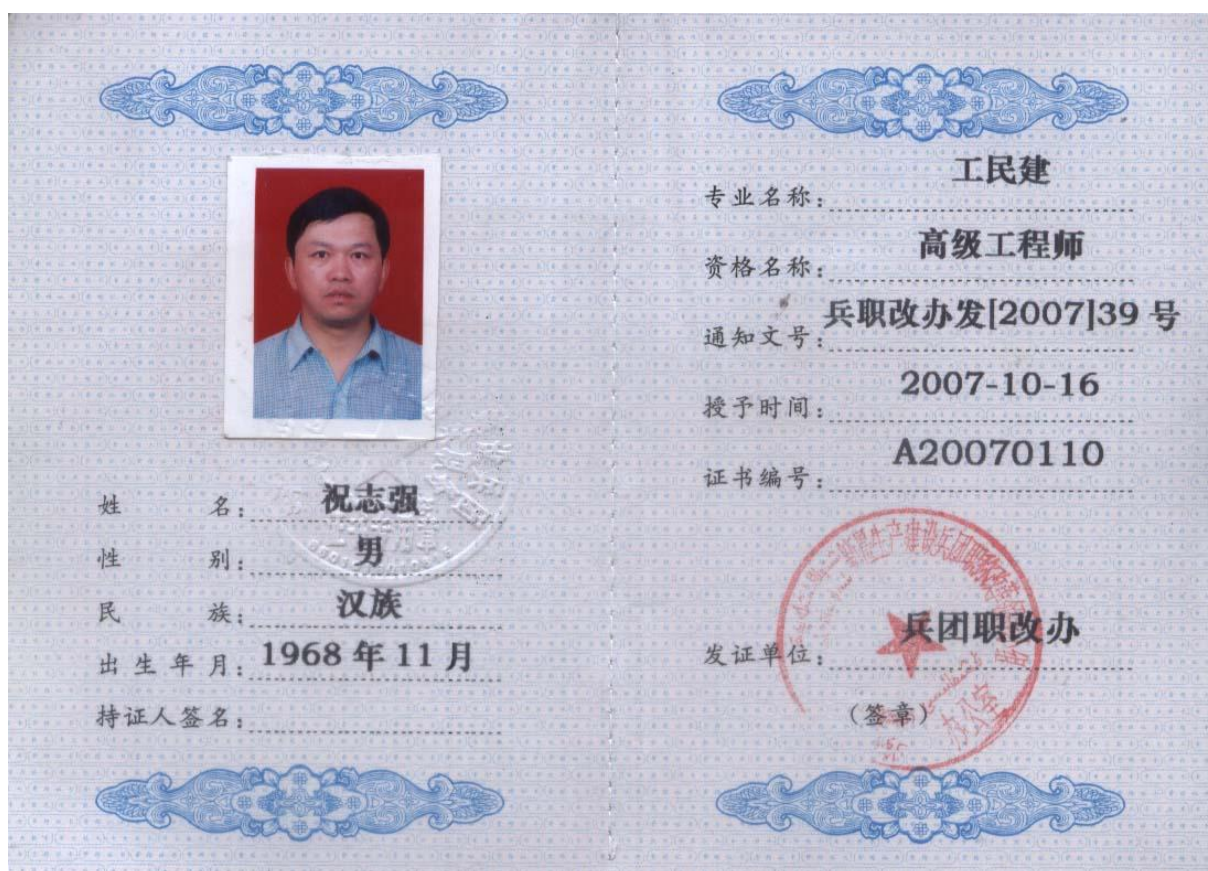 姓名：祝志强
性别：男
民族：汉族
出生年月：1968年11月
持证人签名：
专业名称：工民建
资格名称：高级工程师
通知文号：兵职改办发[2007]39号
授予时间：2007-10-16
证书编号：A20070110
发证单位：兵团职改办
（签章）
办公室